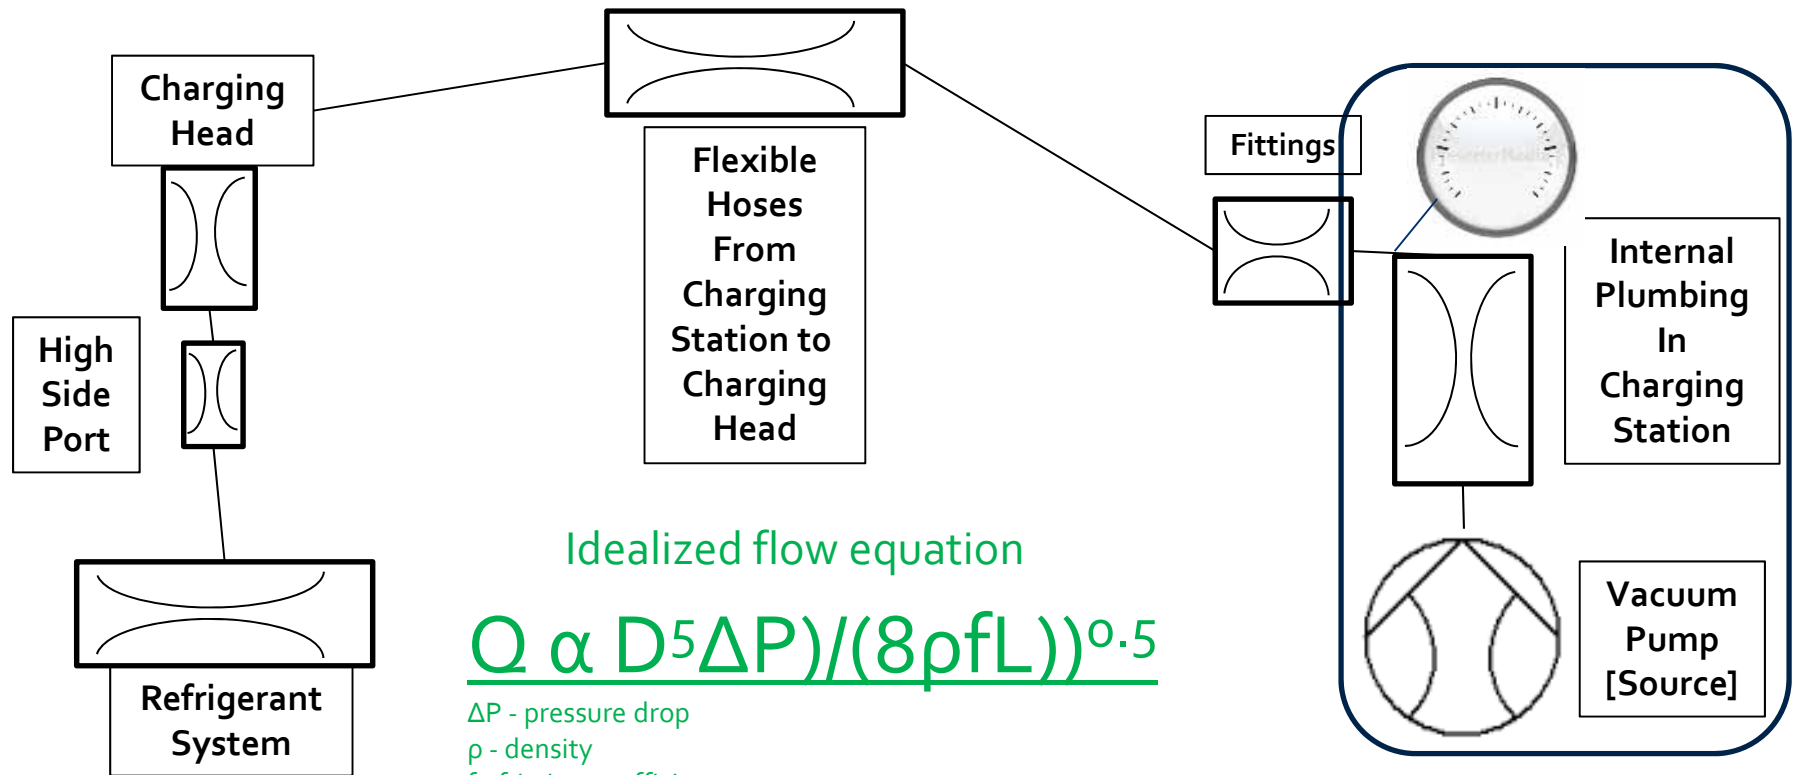 Charging
Head
Flexible
Hoses
From
Charging
Station to
Charging
Head
Fittings
Internal
Plumbing
In
Charging
Station
High
Side
Port
Idealized flow equation
Q α D⁵ΔP)/(8ρfL))⁰·⁵
Vacuum
Pump
[Source]
Refrigerant
System
ΔP - pressure drop
ρ - density